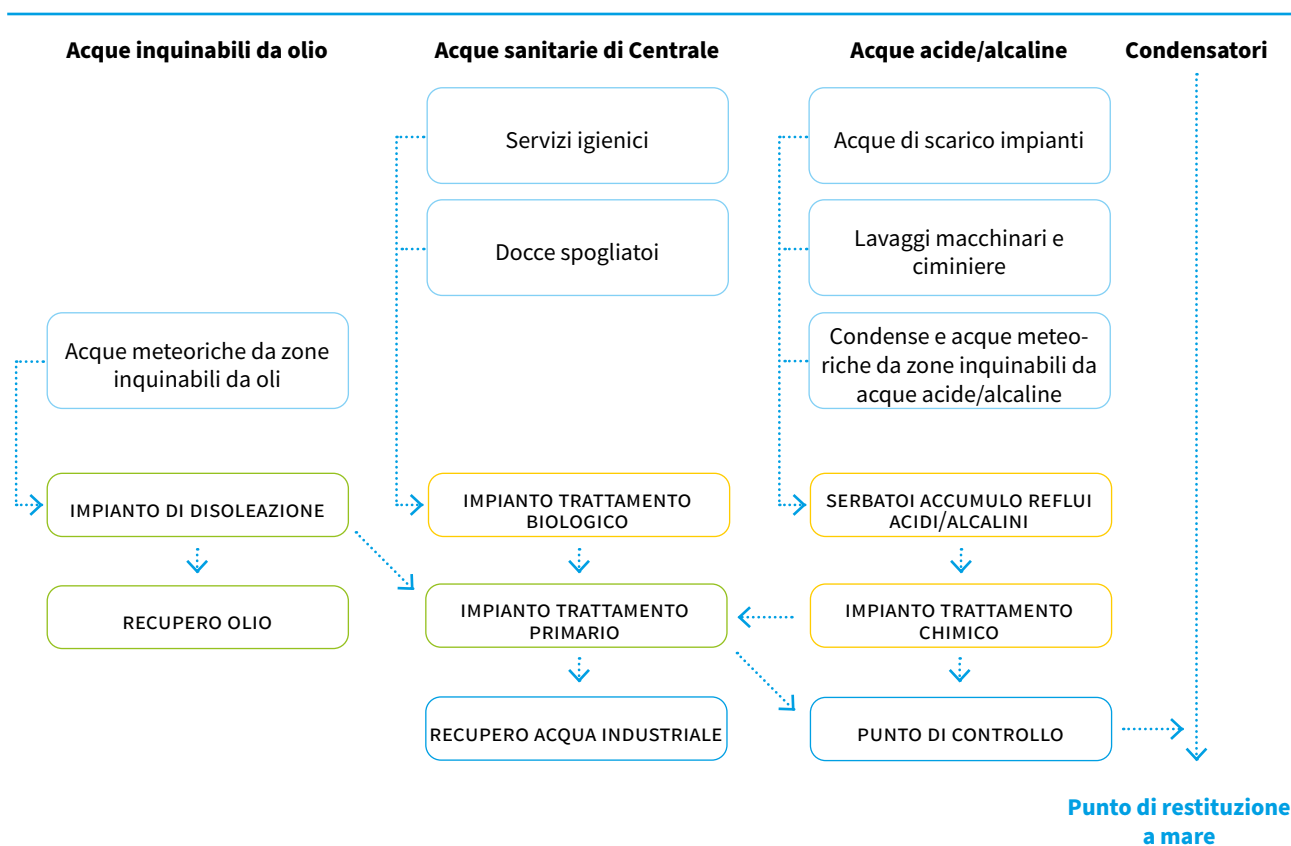 Acque inquinabili da olio
Acque sanitarie di Centrale
Acque acide/alcaline
Condensatori
Servizi igienici
Acque di scarico impianti
Docce spogliatoi
Lavaggi macchinari e
ciminiere
Acque meteoriche da zone
inquinabili da oli
Condense e acque meteo-
riche da zone inquinabili da
acque acide/alcaline
IMPIANTO DI DISOLEAZIONE
IMPIANTO TRATTAMENTO
BIOLOGICO
SERBATOI ACCUMULO REFLUI
ACIDI/ALCALINI
RECUPERO OLIO
IMPIANTO TRATTAMENTO
PRIMARIO
IMPIANTO TRATTAMENTO
CHIMICO
RECUPERO ACQUA INDUSTRIALE
PUNTO DI CONTROLLO
Punto di restituzione
a mare